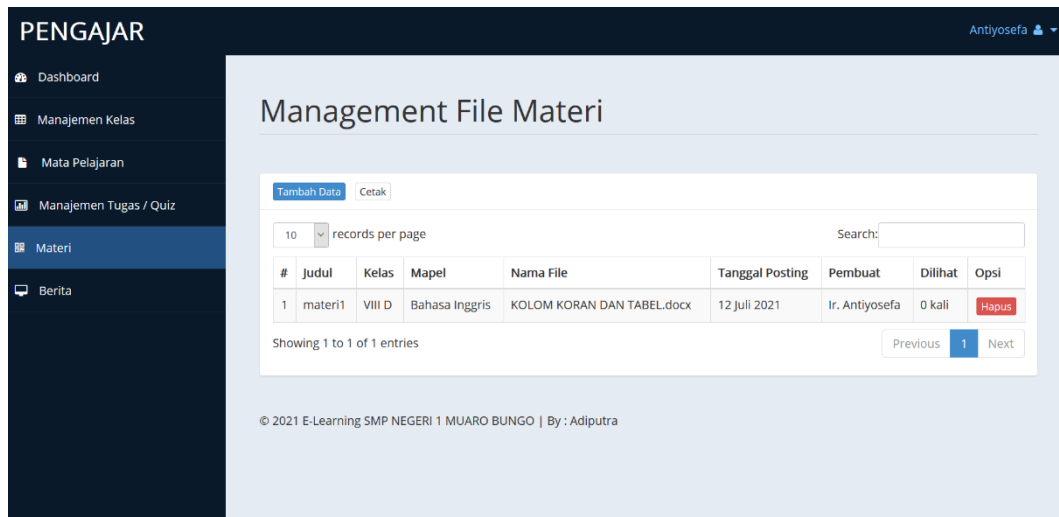 PENGAJAR
Antiyosefa
Dashboard
Manajemen Kelas
Mata Pelajaran
Manajemen Tugas / Quiz
Materi
Berita
Management File Materi
Tambah Data Cetak
10 records per page Search:
# Judul Kelas Mapel Nama File Tanggal Posting Pembuat Dilihat Opsi
1 materi1 VIII D Bahasa Inggris KOLOM KORAN DAN TABEL.docx 12 Juli 2021 Ir. Antiyosefa 0 kali Hapus
Showing 1 to 1 of 1 entries Previous 1 Next
© 2021 E-Learning SMP NEGERI 1 MUARO BUNGO | By : Adiputra